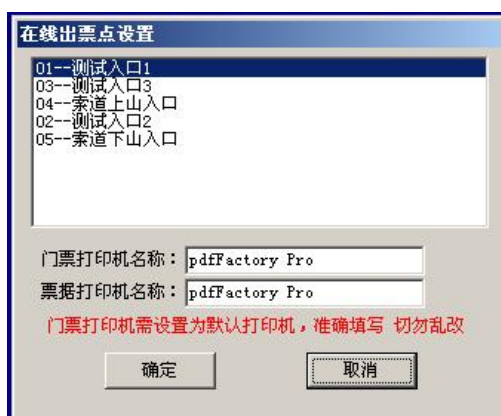 在线出票点设置
01--测试入口1
03--测试入口3
04--索道上山入口
02--测试入口2
05--索道下山入口
门票打印机名称：pdfFactory Pro
票据打印机名称：pdfFactory Pro
门票打印机需设置为默认打印机，准确填写 切勿乱改
确定 取消